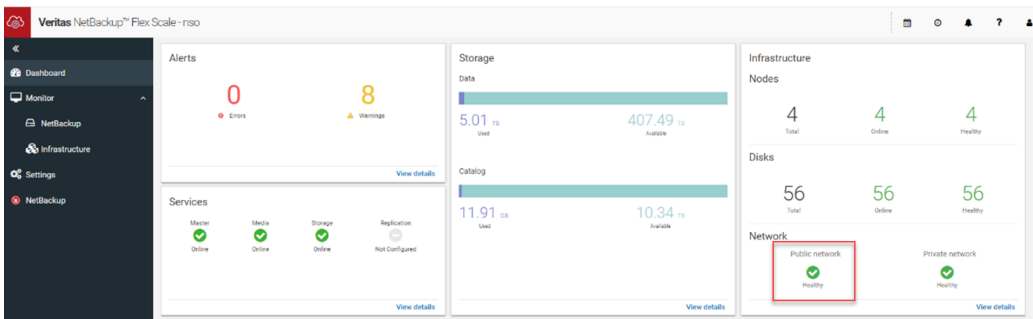 Veritas NetBackup™ Flex Scale - nso
?
«
Dashboard
Monitor
NetBackup
Infrastructure
Settings
NetBackup
Alerts
0
Errors
8
Warnings
View details
Services
Master
Online
Media
Online
Storage
Online
Replication
Not Configured
View details
Storage
Data
5.01 TB
Used
407.49 TB
Available
Catalog
11.91 GB
Used
10.34 TB
Available
View details
Infrastructure
Nodes
4
Total
4
Online
4
Healthy
Disks
56
Total
56
Online
56
Healthy
Network
Public network
Healthy
Private network
Healthy
View details